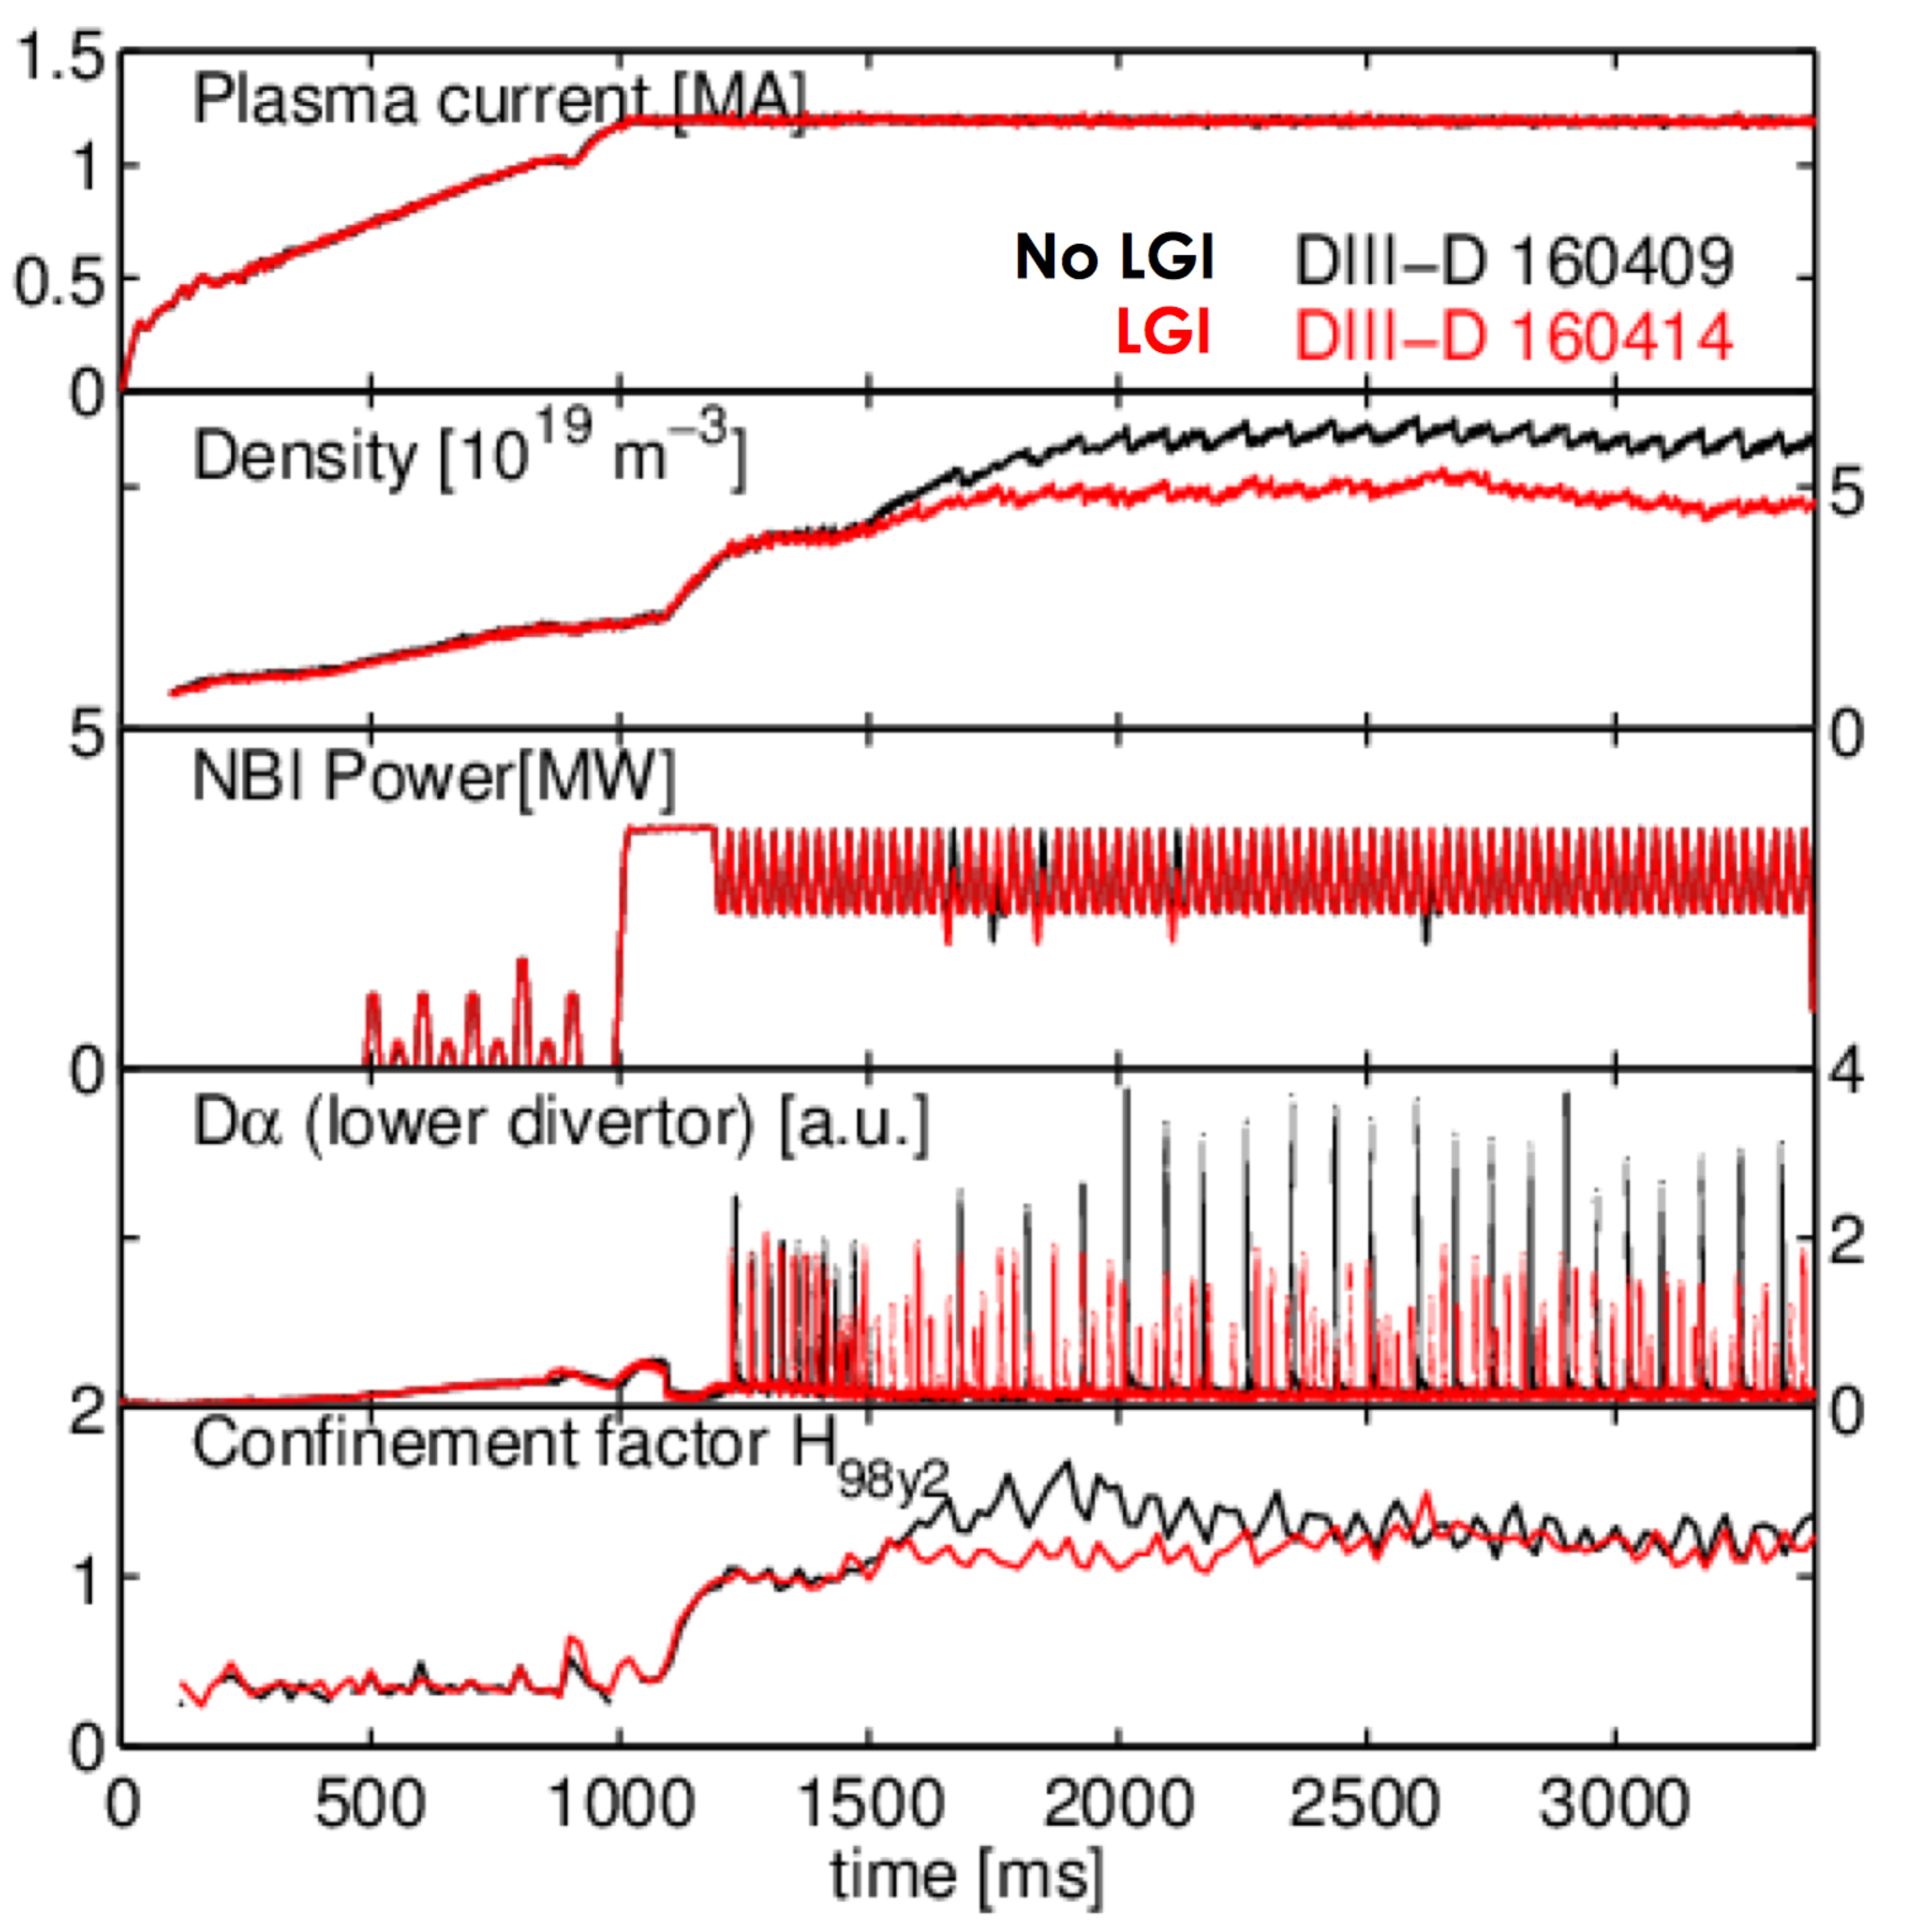 1.5
Plasma current [MA]
1
No LGI DIII–D 160409
0.5
LGI DIII–D 160414
0
Density [10^19 m^−3]
5
5 0
NBI Power[MW]
0 4
Dα (lower divertor) [a.u.]
2
2 0
Confinement factor H_98y2
1
0
0 500 1000 1500 2000 2500 3000
time [ms]